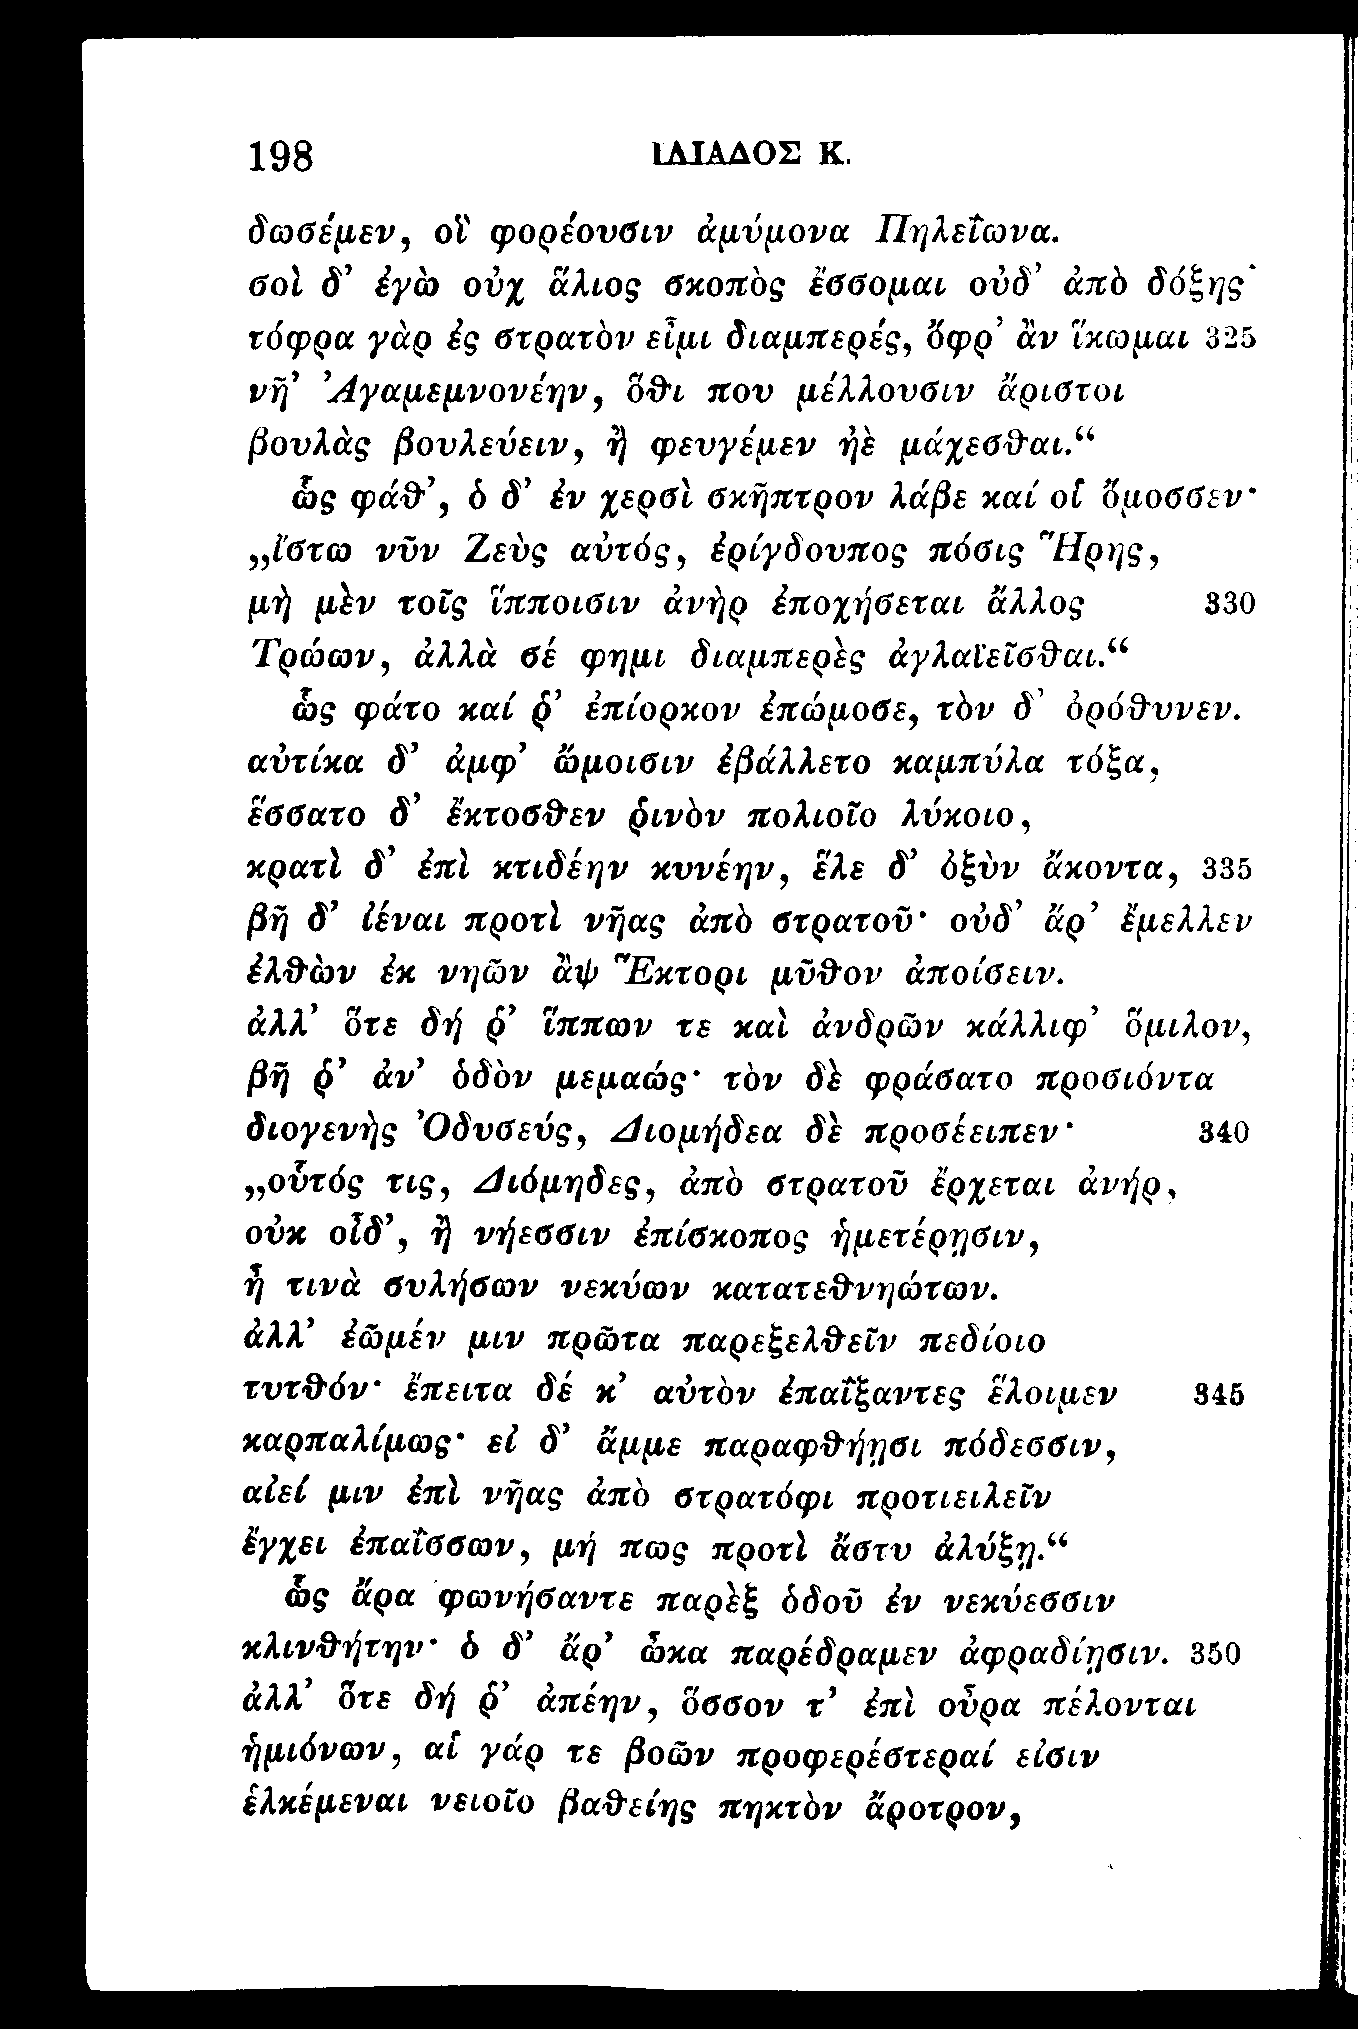 198 ΙΛΙΑΔΟΣ Κ.
δωσέμεν, οἳ φορέουσιν ἀμύμονα Πηλεΐωνα.
σοὶ δ' ἐγὼ οὐχ ἅλιος σκοπὸς ἔσσομαι οὐδ' ἀπὸ δόξης·
τόφρα γὰρ ἐς στρατὸν εἶμι διαμπερές, ὄφρ' ἂν ἵκωμαι 325
νῆ' Ἀγαμεμνονέην, ὅθι που μέλλουσιν ἄριστοι
βουλὰς βουλεύειν, ἢ φευγέμεν ἠὲ μάχεσθαι.“
ὣς φάθ', ὁ δ' ἐν χερσὶ σκῆπτρον λάβε καί οἱ ὄμοσσεν·
„ἴστω νῦν Ζεὺς αὐτός, ἐρίγδουπος πόσις Ἥρης,
μὴ μὲν τοῖς ἵπποισιν ἀνὴρ ἐποχήσεται ἄλλος 330
Τρώων, ἀλλὰ σέ φημι διαμπερὲς ἀγλαϊεῖσθαι.“
ὣς φάτο καί ῥ' ἐπίορκον ἐπώμοσε, τὸν δ' ὀρόθυνεν.
αὐτίκα δ' ἀμφ' ὤμοισιν ἐβάλλετο καμπύλα τόξα,
ἕσσατο δ' ἔκτοσθεν ῥινὸν πολιοῖο λύκοιο,
κρατὶ δ' ἐπὶ κτιδέην κυνέην, ἕλε δ' ὀξὺν ἄκοντα, 335
βῆ δ' ἰέναι προτὶ νῆας ἀπὸ στρατοῦ· οὐδ' ἄρ' ἔμελλεν
ἐλθὼν ἐκ νηῶν ἂψ Ἕκτορι μῦθον ἀποίσειν.
ἀλλ' ὅτε δή ῥ' ἵππων τε καὶ ἀνδρῶν κάλλιφ' ὅμιλον,
βῆ ῥ' ἀν' ὁδὸν μεμαώς· τὸν δὲ φράσατο προσιόντα
διογενὴς Ὀδυσεύς, Διομήδεα δὲ προσέειπεν· 340
„οὗτός τις, Διόμηδες, ἀπὸ στρατοῦ ἔρχεται ἀνήρ,
οὐκ οἶδ', ἢ νήεσσιν ἐπίσκοπος ἡμετέρῃσιν,
ἦ τινὰ συλήσων νεκύων κατατεθνηώτων.
ἀλλ' ἐῶμέν μιν πρῶτα παρεξελθεῖν πεδίοιο
τυτθόν· ἔπειτα δέ κ' αὐτὸν ἐπαΐξαντες ἕλοιμεν 345
καρπαλίμως· εἰ δ' ἄμμε παραφθήῃσι πόδεσσιν,
αἰεί μιν ἐπὶ νῆας ἀπὸ στρατόφι προτιειλεῖν
ἔγχει ἐπαΐσσων, μή πως προτὶ ἄστυ ἀλύξῃ.“
ὣς ἄρα φωνήσαντε παρὲξ ὁδοῦ ἐν νεκύεσσιν
κλινθήτην· ὁ δ' ἄρ' ὦκα παρέδραμεν ἀφραδίῃσιν. 350
ἀλλ' ὅτε δή ῥ' ἀπέην, ὅσσον τ' ἐπὶ οὖρα πέλονται
ἡμιόνων, αἳ γάρ τε βοῶν προφερέστεραί εἰσιν
ἑλκέμεναι νειοῖο βαθείης πηκτὸν ἄροτρον,